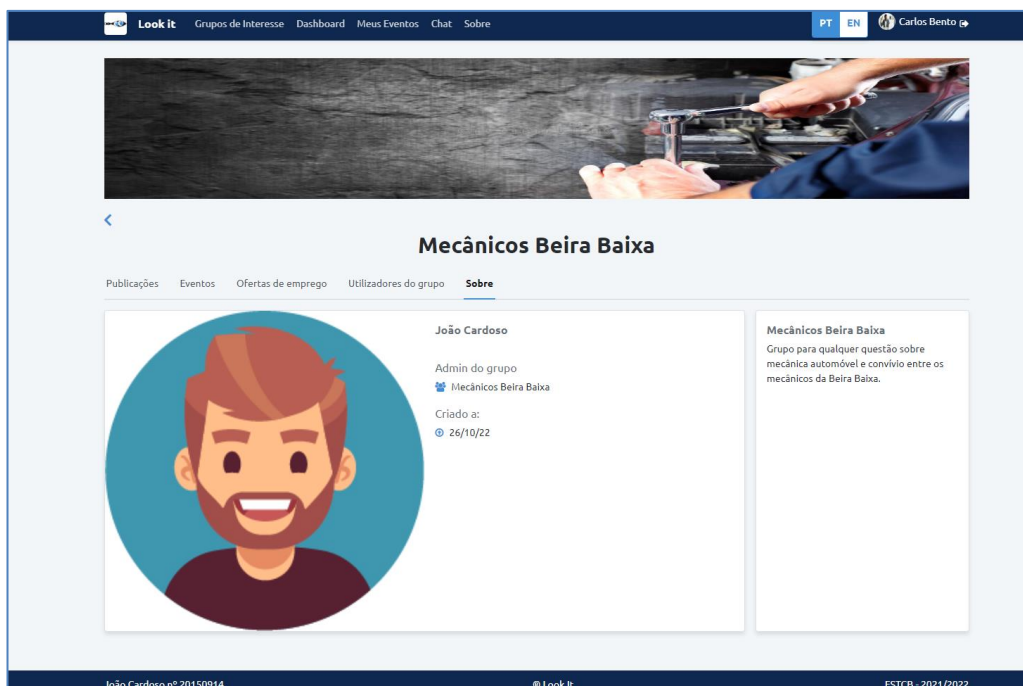 Look it Grupos de Interesse Dashboard Meus Eventos Chat Sobre PT EN Carlos Bento
Mecânicos Beira Baixa
Publicações Eventos Ofertas de emprego Utilizadores do grupo Sobre
João Cardoso
Admin do grupo
Mecânicos Beira Baixa
Criado a:
26/10/22
Mecânicos Beira Baixa
Grupo para qualquer questão sobre
mecânica automóvel e convívio entre os
mecânicos da Beira Baixa.
João Cardoso nº 20150914 @ Look It ESTCB - 2021/2022